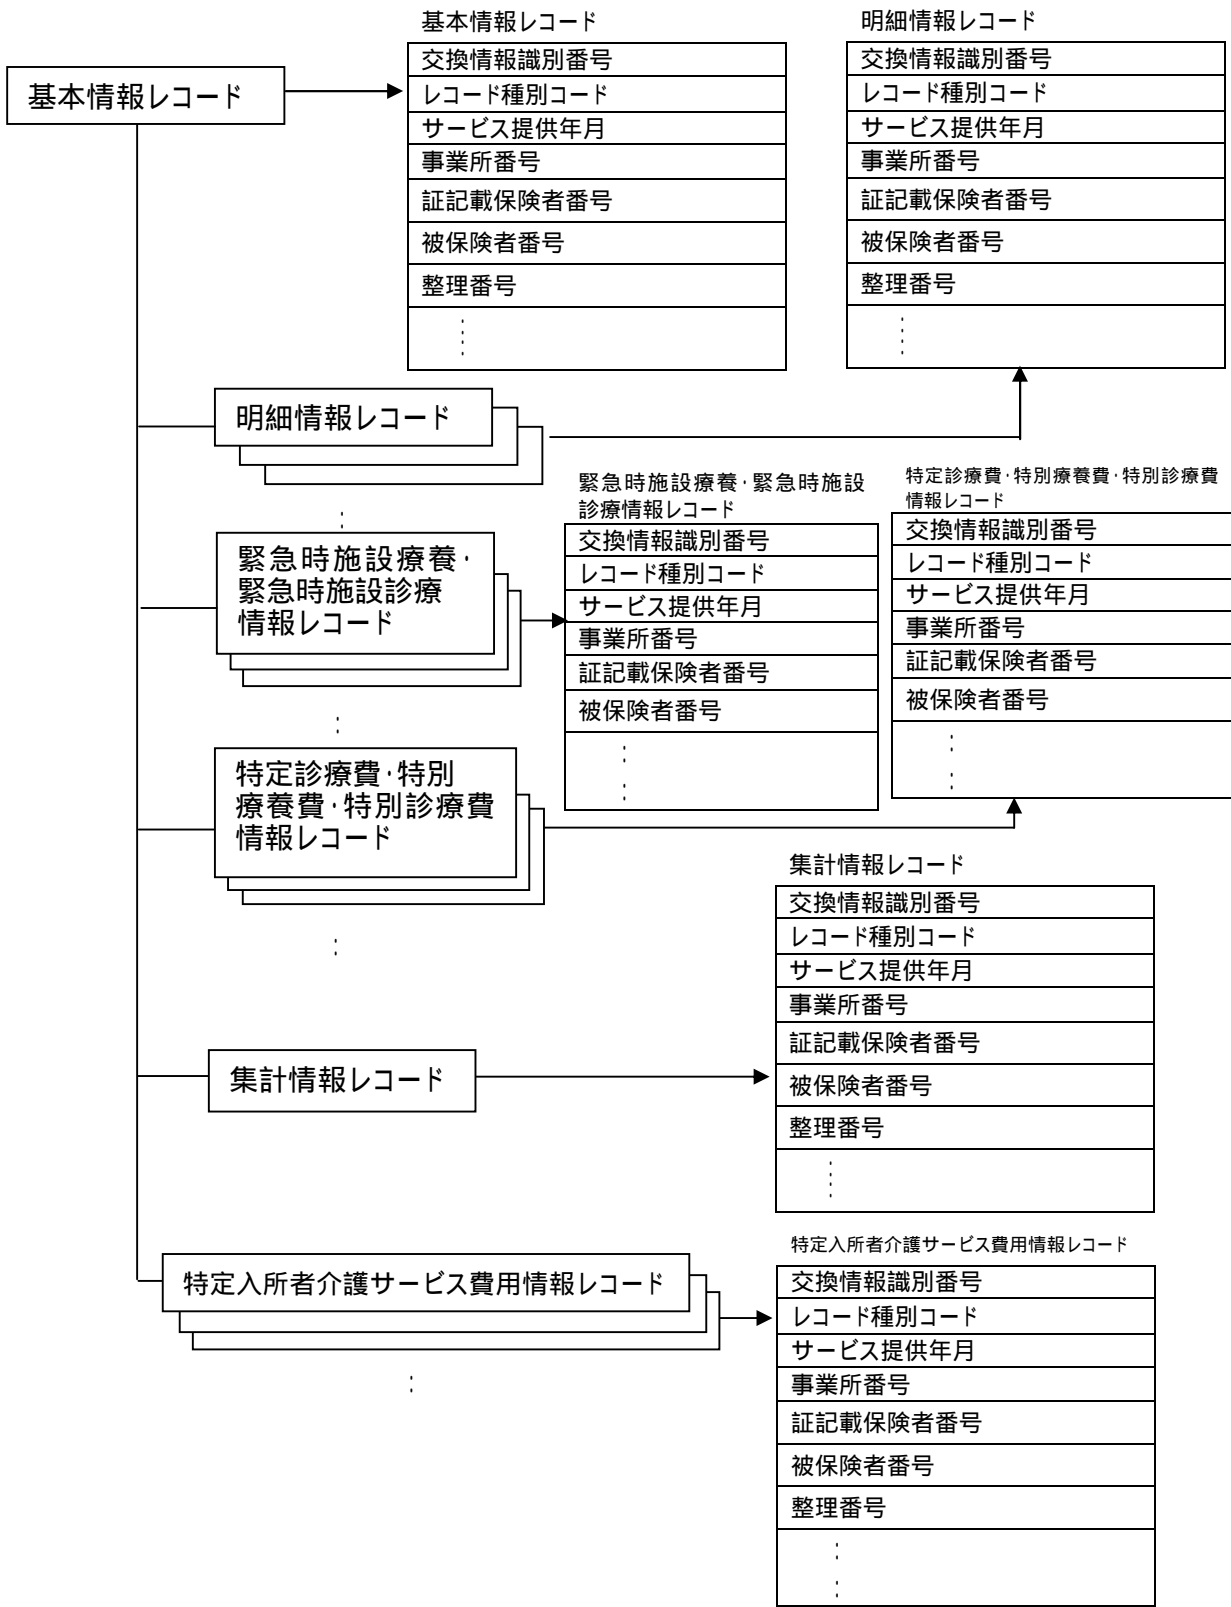 基本情報レコード
基本情報レコード
交換情報識別番号
レコード種別コード
サービス提供年月
事業所番号
証記載保険者番号
被保険者番号
整理番号
明細情報レコード
交換情報識別番号
レコード種別コード
サービス提供年月
事業所番号
証記載保険者番号
被保険者番号
整理番号
明細情報レコード
緊急時施設療養・
緊急時施設診療
情報レコード
緊急時施設療養・緊急時施設
診療情報レコード
交換情報識別番号
レコード種別コード
サービス提供年月
事業所番号
証記載保険者番号
被保険者番号
特定診療費・特別療養費・特別診療費
情報レコード
交換情報識別番号
レコード種別コード
サービス提供年月
事業所番号
証記載保険者番号
被保険者番号
特定診療費・特別
療養費・特別診療費
情報レコード
集計情報レコード
集計情報レコード
交換情報識別番号
レコード種別コード
サービス提供年月
事業所番号
証記載保険者番号
被保険者番号
整理番号
特定入所者介護サービス費用情報レコード
特定入所者介護サービス費用情報レコード
交換情報識別番号
レコード種別コード
サービス提供年月
事業所番号
証記載保険者番号
被保険者番号
整理番号